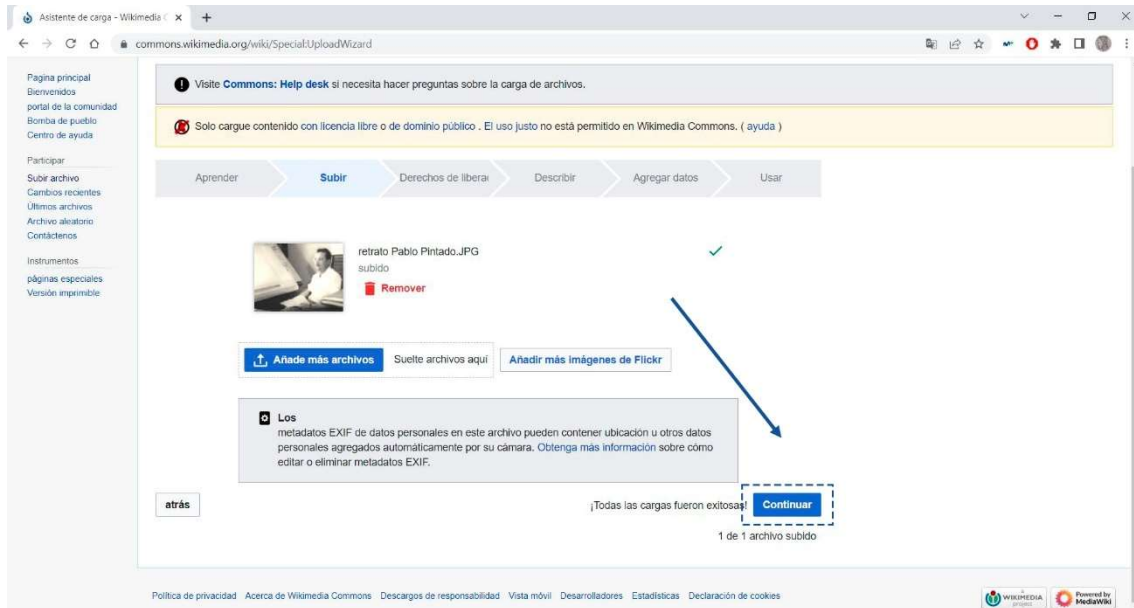 Asistente de carga - Wikimedia C
commons.wikimedia.org/wiki/Special:UploadWizard
Pagina principal
Bienvenidos
portal de la comunidad
Bomba de pueblo
Centro de ayuda
Participar
Subir archivo
Cambios recientes
Últimos archivos
Archivo aleatorio
Contáctenos
Instrumentos
páginas especiales
Versión imprimible
Visite Commons: Help desk si necesita hacer preguntas sobre la carga de archivos.
Solo cargue contenido con licencia libre o de dominio público . El uso justo no está permitido en Wikimedia Commons. ( ayuda )
Aprender Subir Derechos de libera Describir Agregar datos Usar
retrato Pablo Pintado.JPG
subido
Remover
Añade más archivos Suelte archivos aquí Añadir más imágenes de Flickr
Los
metadatos EXIF de datos personales en este archivo pueden contener ubicación u otros datos
personales agregados automáticamente por su cámara. Obtenga más información sobre cómo
editar o eliminar metadatos EXIF.
atrás ¡Todas las cargas fueron exitosas! Continuar
1 de 1 archivo subido
Política de privacidad Acerca de Wikimedia Commons Descargos de responsabilidad Vista móvil Desarrolladores Estadísticas Declaración de cookies
WIKIMEDIA project
Powered by MediaWiki